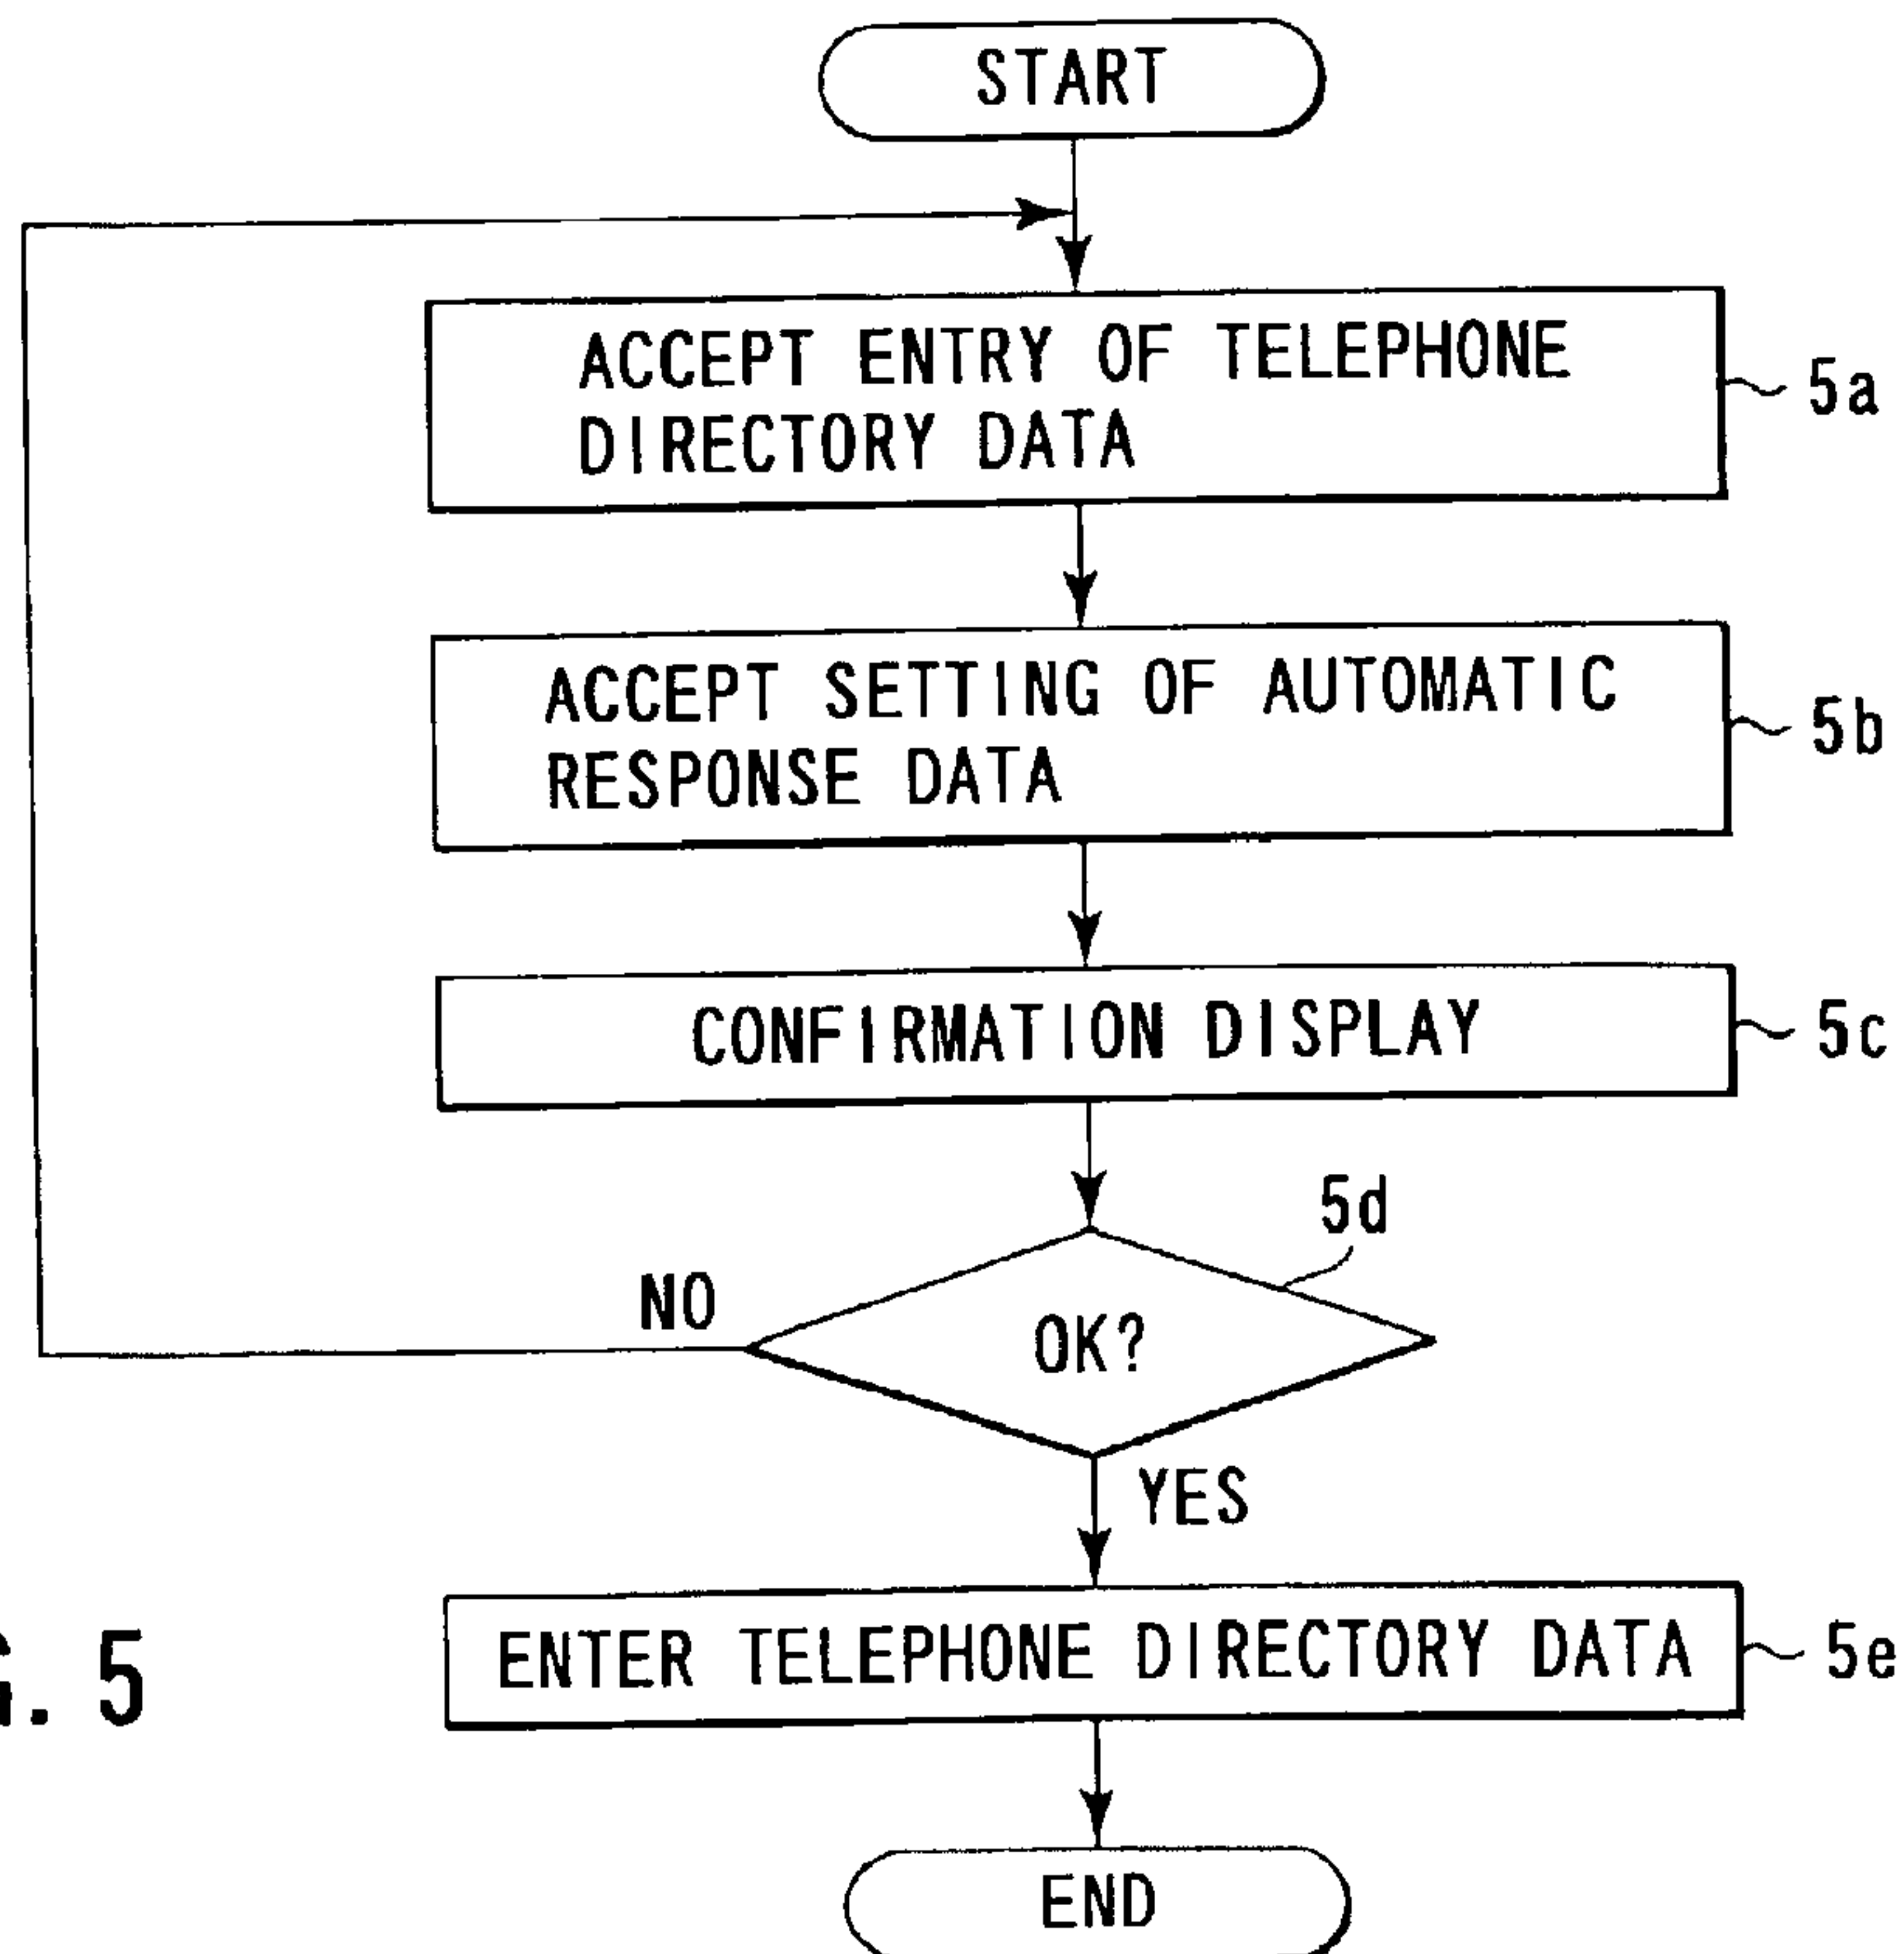 START
ACCEPT ENTRY OF TELEPHONE
DIRECTORY DATA
5a
ACCEPT SETTING OF AUTOMATIC
RESPONSE DATA
5b
CONFIRMATION DISPLAY
5c
5d
NO
OK?
YES
ENTER TELEPHONE DIRECTORY DATA
5e
G. 5
END